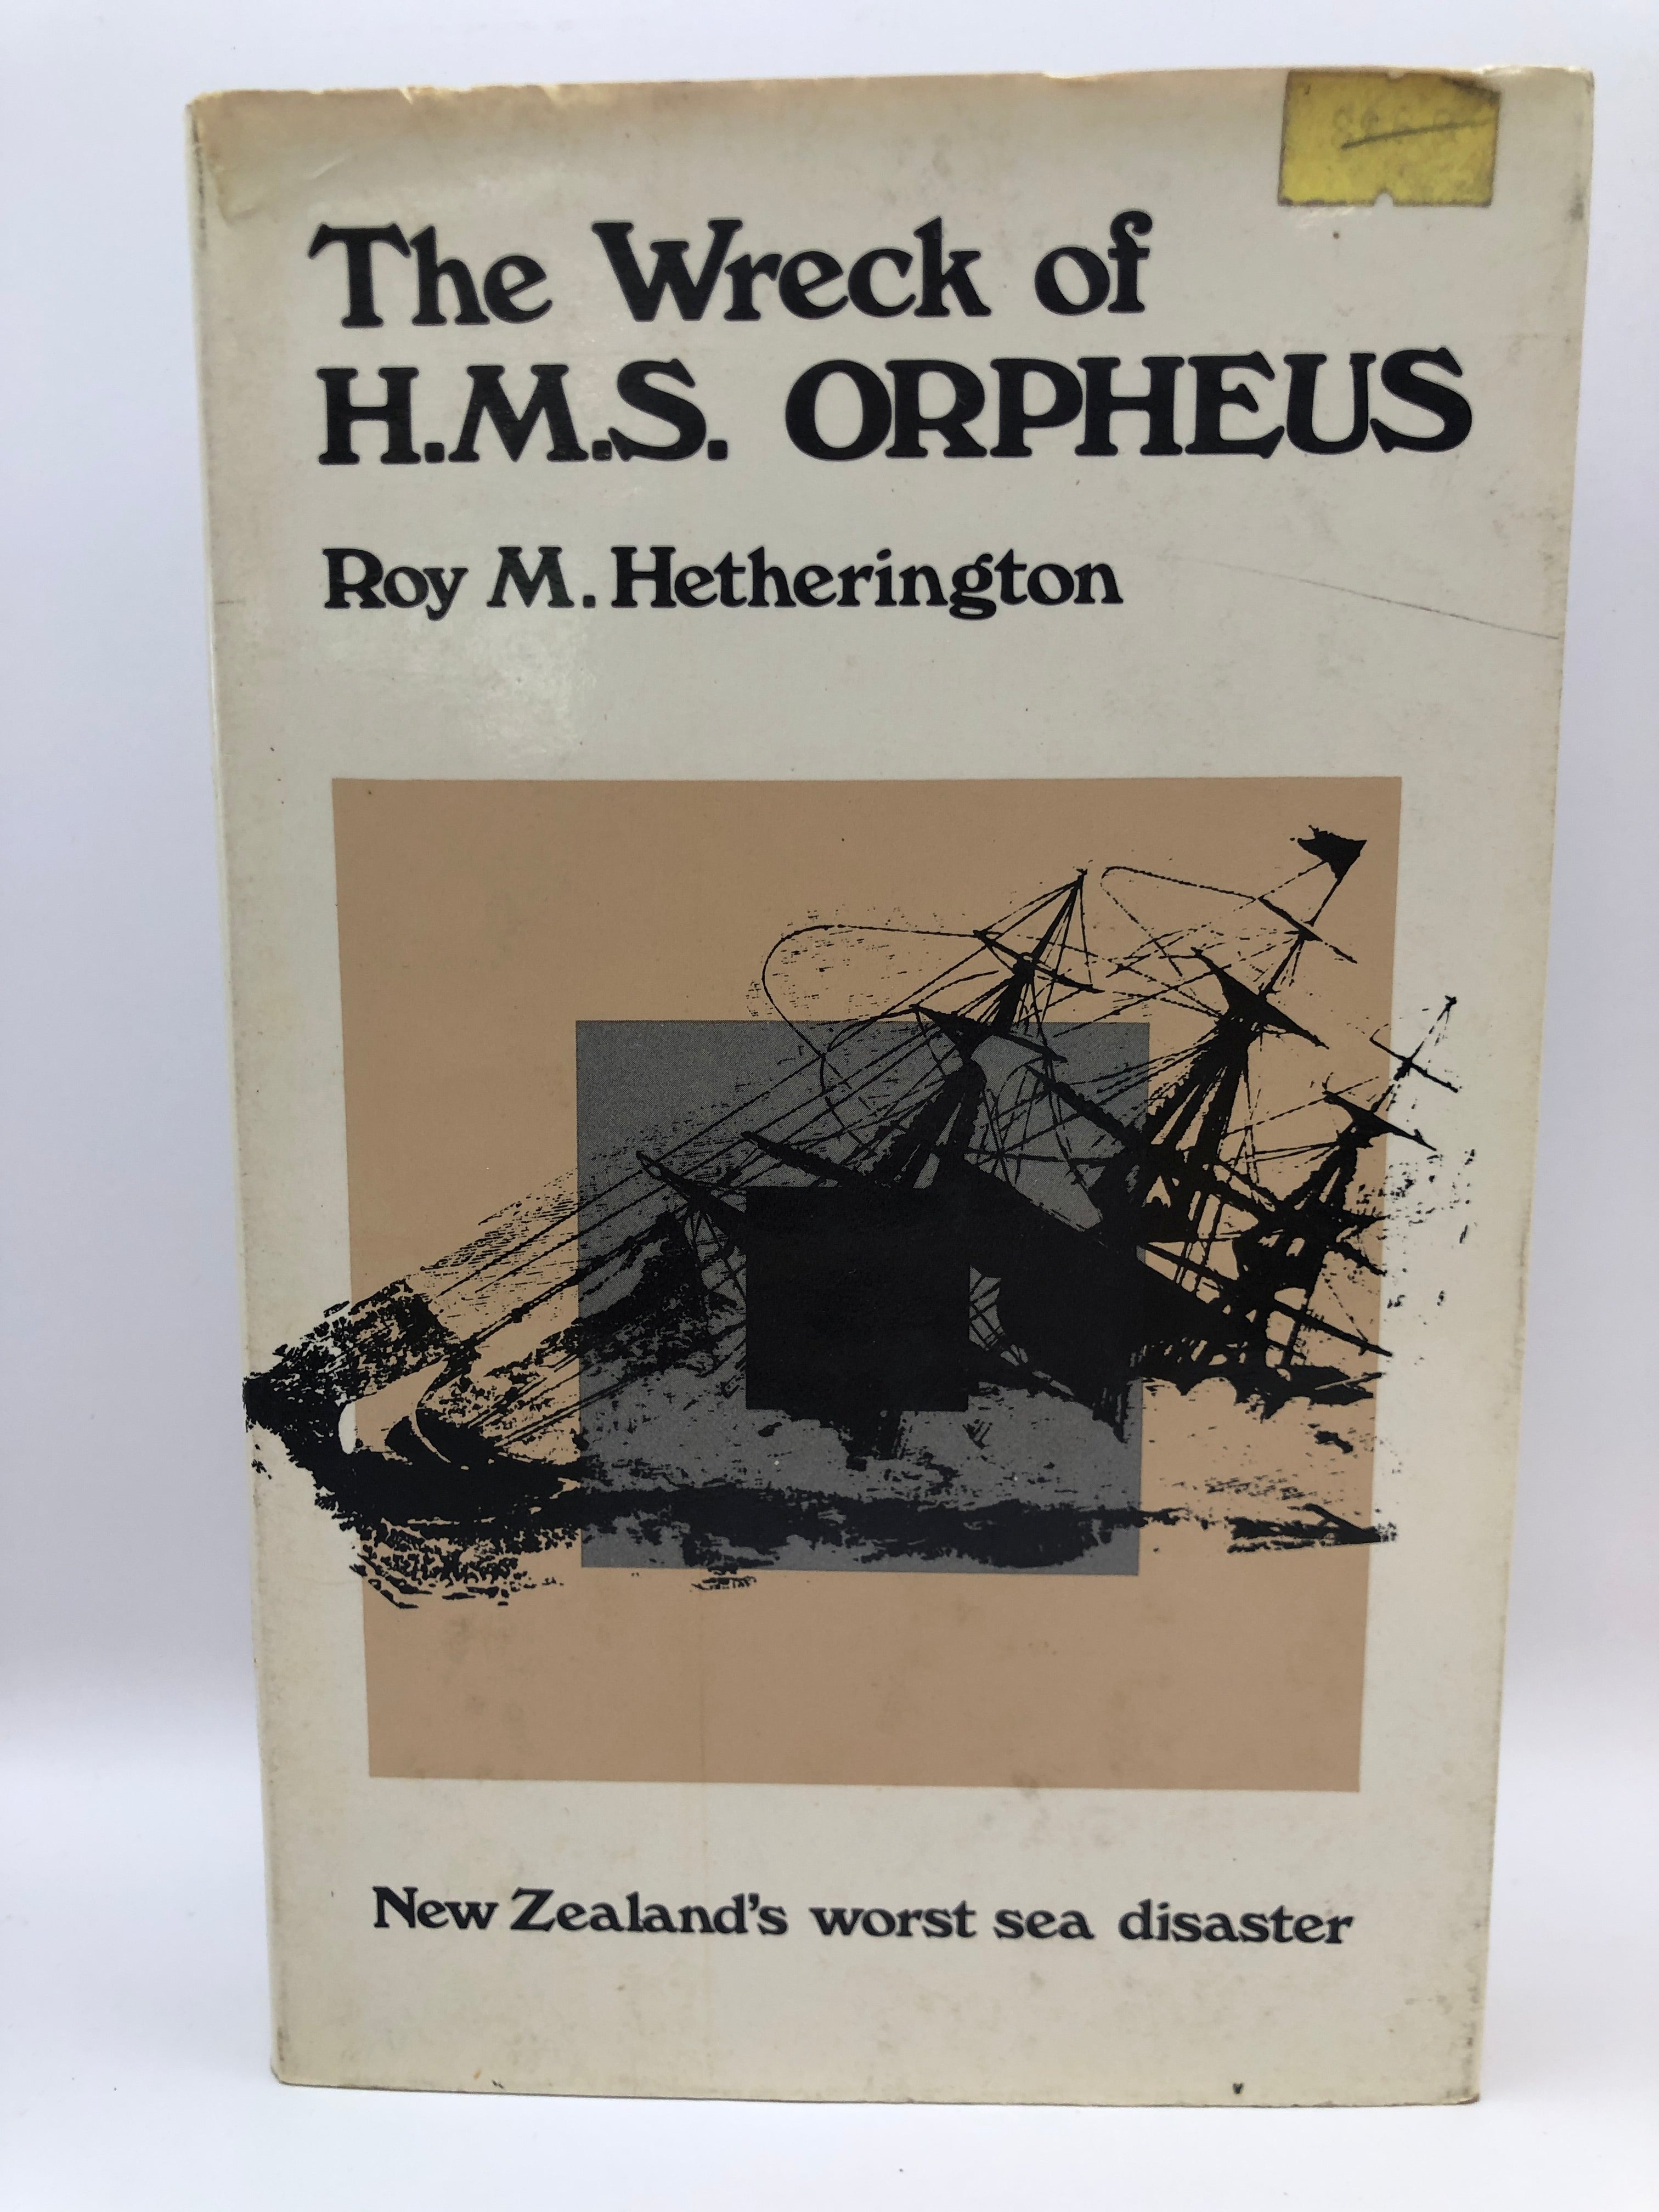 The Wreck of
H.M.S. ORPHEUS
Roy M. Hetherington
New Zealand's worst sea disaster